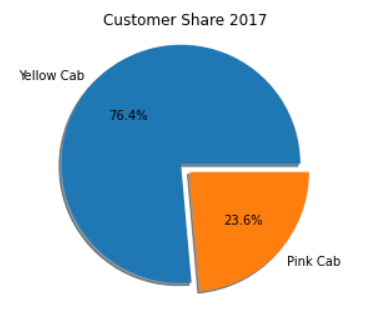 Customer Share 2017
Yellow Cab
76.4%
23.6%
Pink Cab